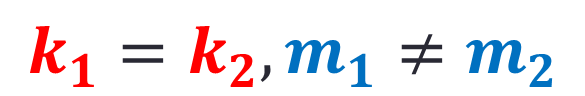 k₁ = k₂, m₁ ≠ m₂